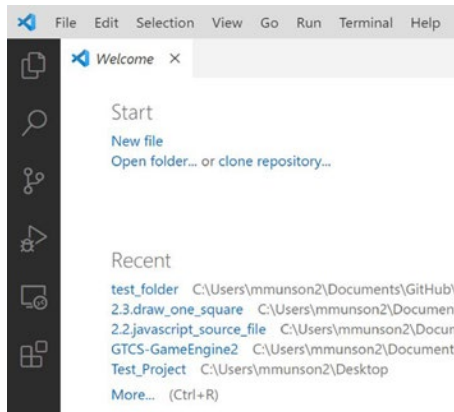 File Edit Selection View Go Run Terminal Help
Welcome
Start
New file
Open folder... or clone repository...
Recent
test_folder C:\Users\mmunson2\Documents\GitHub\
2.3.draw_one_square C:\Users\mmunson2\Documen
2.2.javascript_source_file C:\Users\mmunson2\Docur
GTCS-GameEngine2 C:\Users\mmunson2\Document
Test_Project C:\Users\mmunson2\Desktop
More... (Ctrl+R)